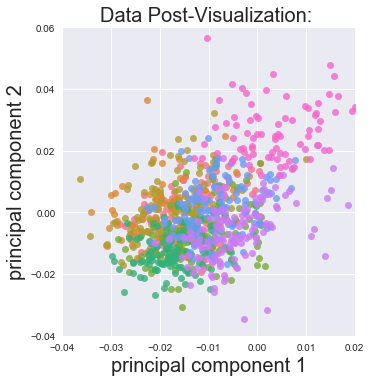 Data Post-Visualization:
0.06
0.04
0.02
0.00
−0.02
−0.04
principal component 2
−0.04 −0.03 −0.02 −0.01 0.00 0.01 0.02
principal component 1